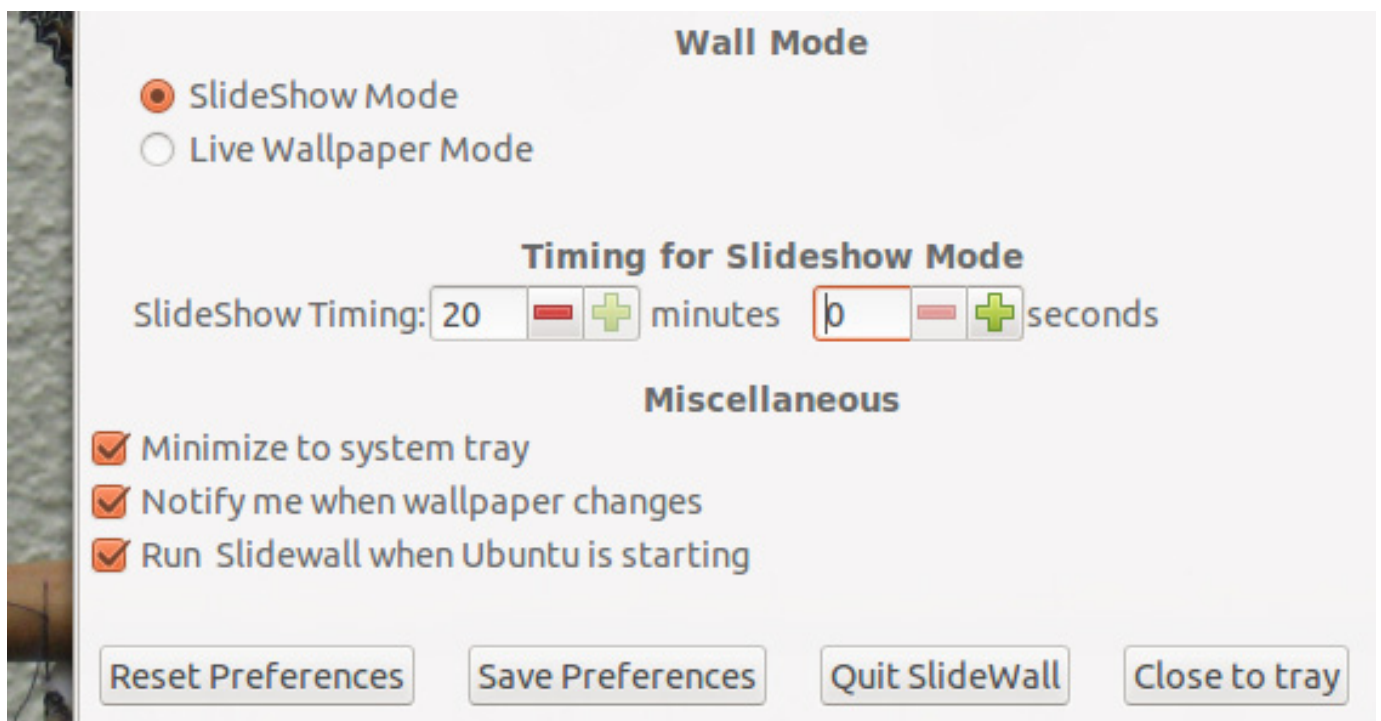 Wall Mode
SlideShow Mode
Live Wallpaper Mode
Timing for Slideshow Mode
SlideShow Timing: 20 minutes 0 seconds
Miscellaneous
Minimize to system tray
Notify me when wallpaper changes
Run Slidewall when Ubuntu is starting
Reset Preferences Save Preferences Quit SlideWall Close to tray